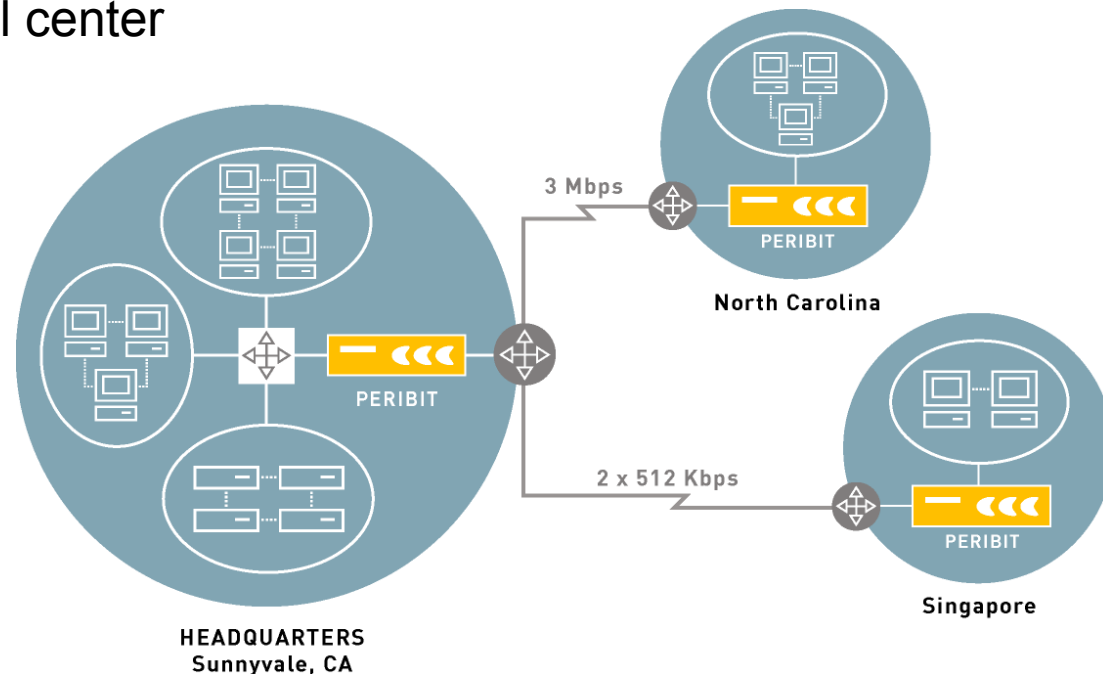 l center
3 Mbps
PERIBIT
North Carolina
PERIBIT
2 x 512 Kbps
PERIBIT
Singapore
HEADQUARTERS
Sunnyvale, CA